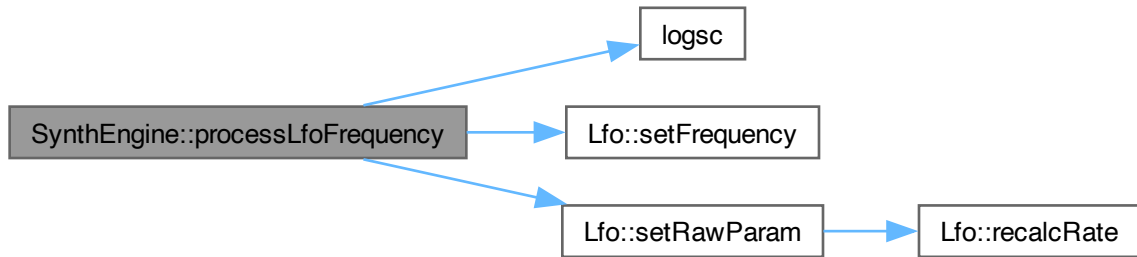 logsc
SynthEngine::processLfoFrequency
Lfo::setFrequency
Lfo::setRawParam
Lfo::recalcRate